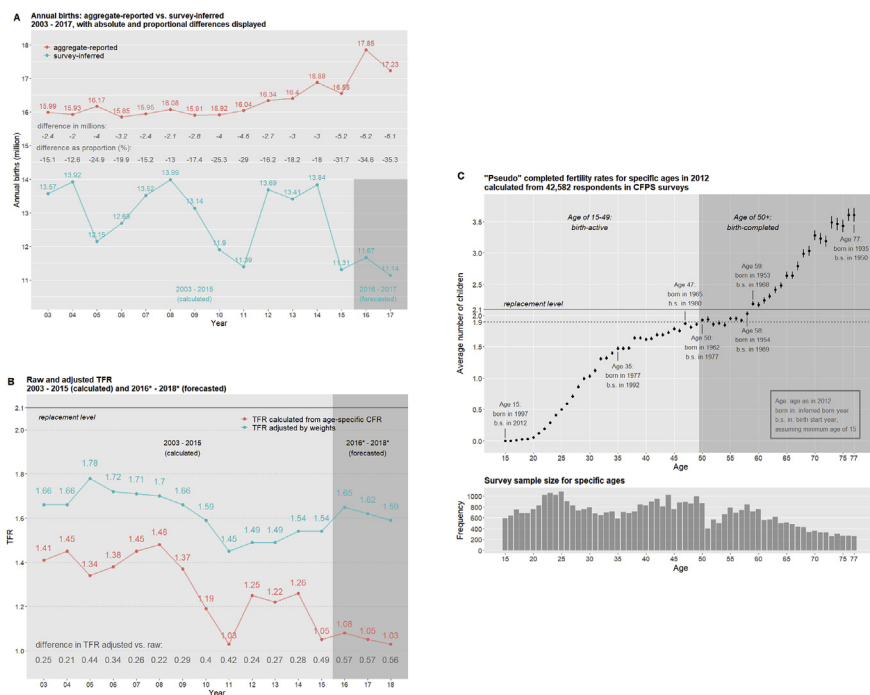 A
Annual births: aggregate-reported vs. survey-inferred
2003 - 2017, with absolute and proportional differences displayed
18
17
16
15
14
13
12
11
Annual births (million)
aggregate-reported
survey-inferred
15.99 15.93 16.17 15.85 15.95 16.08 15.91 15.92 16.04 16.34 16.4 16.88 16.55 17.85 17.23
difference in millions:
-2.4 -2 -4 -3.2 -2.4 -2.1 -2.8 -4 -4.6 -2.7 -3 -3 -5.2 -6.2 -6.1
difference as proportion (%):
-15.1 -12.6 -24.9 -19.9 -15.2 -13 -17.4 -25.3 -29 -16.2 -18.2 -18 -31.7 -34.6 -35.3
13.57 13.92 12.15 12.69 13.52 13.99 13.14 11.9 11.39 13.69 13.41 13.84 11.31 11.67 11.14
2003 - 2015
(calculated)
2016 - 2017
(forecasted)
03 04 05 06 07 08 09 10 11 12 13 14 15 16 17
Year
B
Raw and adjusted TFR
2003 - 2015 (calculated) and 2016* - 2018* (forecasted)
2.1
2.0
1.8
1.6
1.4
1.2
1.0
TFR
replacement level
TFR calculated from age-specific CFR
TFR adjusted by weights
2003 - 2015
(calculated)
2016* - 2018*
(forecasted)
1.66 1.66 1.78 1.72 1.71 1.7 1.66 1.59 1.45 1.49 1.49 1.54 1.54 1.65 1.62 1.59
1.41 1.45 1.34 1.38 1.45 1.48 1.37 1.19 1.03 1.25 1.22 1.26 1.05 1.08 1.05 1.03
difference in TFR adjusted vs. raw:
0.25 0.21 0.44 0.34 0.26 0.22 0.29 0.4 0.42 0.24 0.27 0.28 0.49 0.57 0.57 0.56
03 04 05 06 07 08 09 10 11 12 13 14 15 16 17 18
Year
C
"Pseudo" completed fertility rates for specific ages in 2012
calculated from 42,582 respondents in CFPS surveys
3.5
3.0
2.5
2.1
2.0
1.9
1.5
1.0
0.5
0.0
Average number of children
Age of 15-49:
birth-active
Age of 50+:
birth-completed
replacement level
Age 15:
born in 1997
b.s. in 2012
Age 35:
born in 1977
b.s. in 1992
Age 47:
born in 1965
b.s. in 1980
Age 50:
born in 1962
b.s. in 1977
Age 59:
born in 1953
b.s. in 1968
Age 58:
born in 1954
b.s. in 1969
Age 77:
born in 1935
b.s. in 1950
Age: age as in 2012
born in: inferred born year
b.s. in: birth start year,
assuming minimum age of 15
15 20 25 30 35 40 45 50 55 60 65 70 75 77
Age
Survey sample size for specific ages
1000
800
600
400
200
0
Frequency
15 20 25 30 35 40 45 50 55 60 65 70 75 77
Age